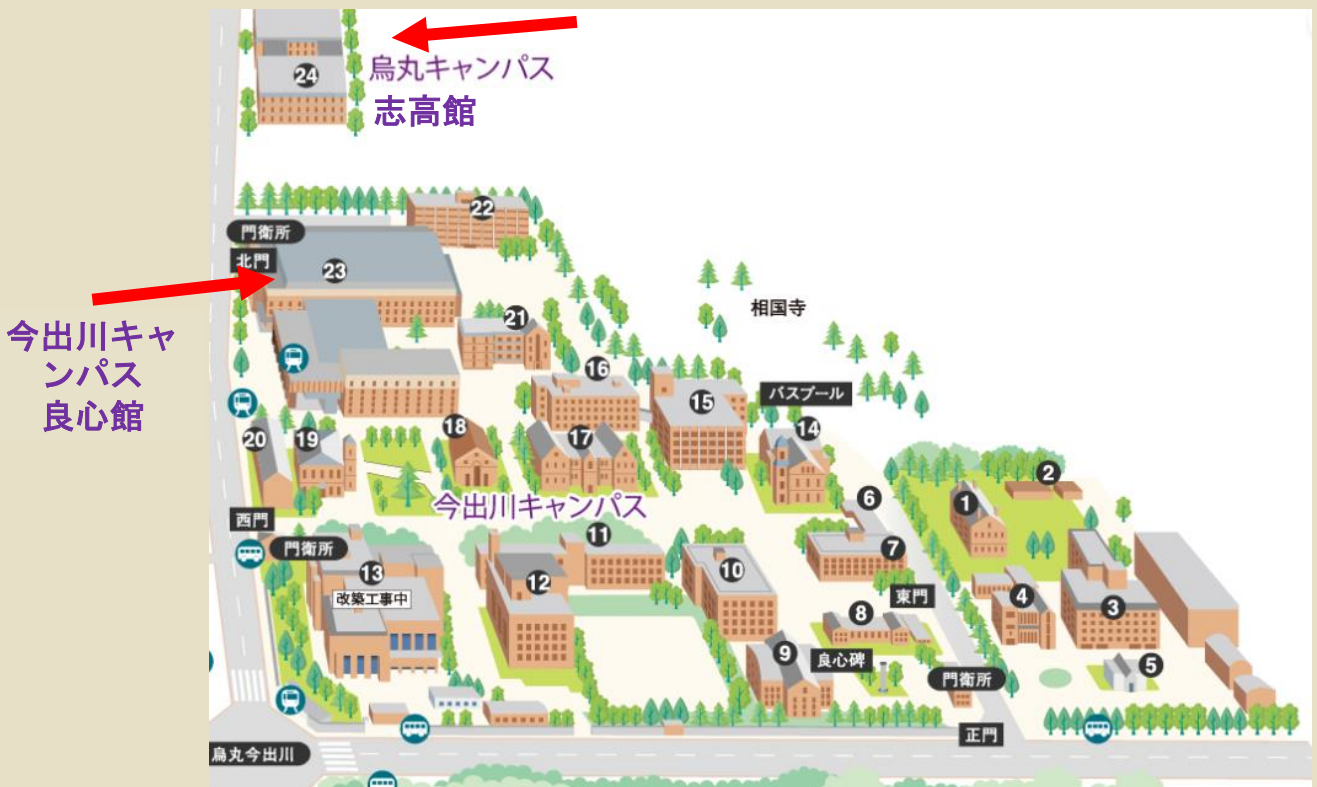 烏丸キャンパス
志高館
24
22
門衛所
北門
23
今出川キャ
ンパス
良心館
21
相国寺
16
15
バスプール
14
20
19
18
17
今出川キャンパス
西門
門衛所
13
改築工事中
11
12
10
6
7
1
2
東門
8
良心碑
9
4
3
5
門衛所
正門
烏丸今出川